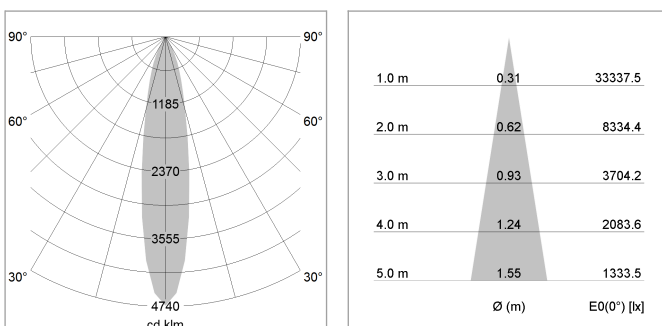 90° 90°
1185
60° 60°
2370
3555
30° 30°
4740
cd klm
1.0 m 0.31 33337.5
2.0 m 0.62 8334.4
3.0 m 0.93 3704.2
4.0 m 1.24 2083.6
5.0 m 1.55 1333.5
Ø (m) E0(0°) [lx]